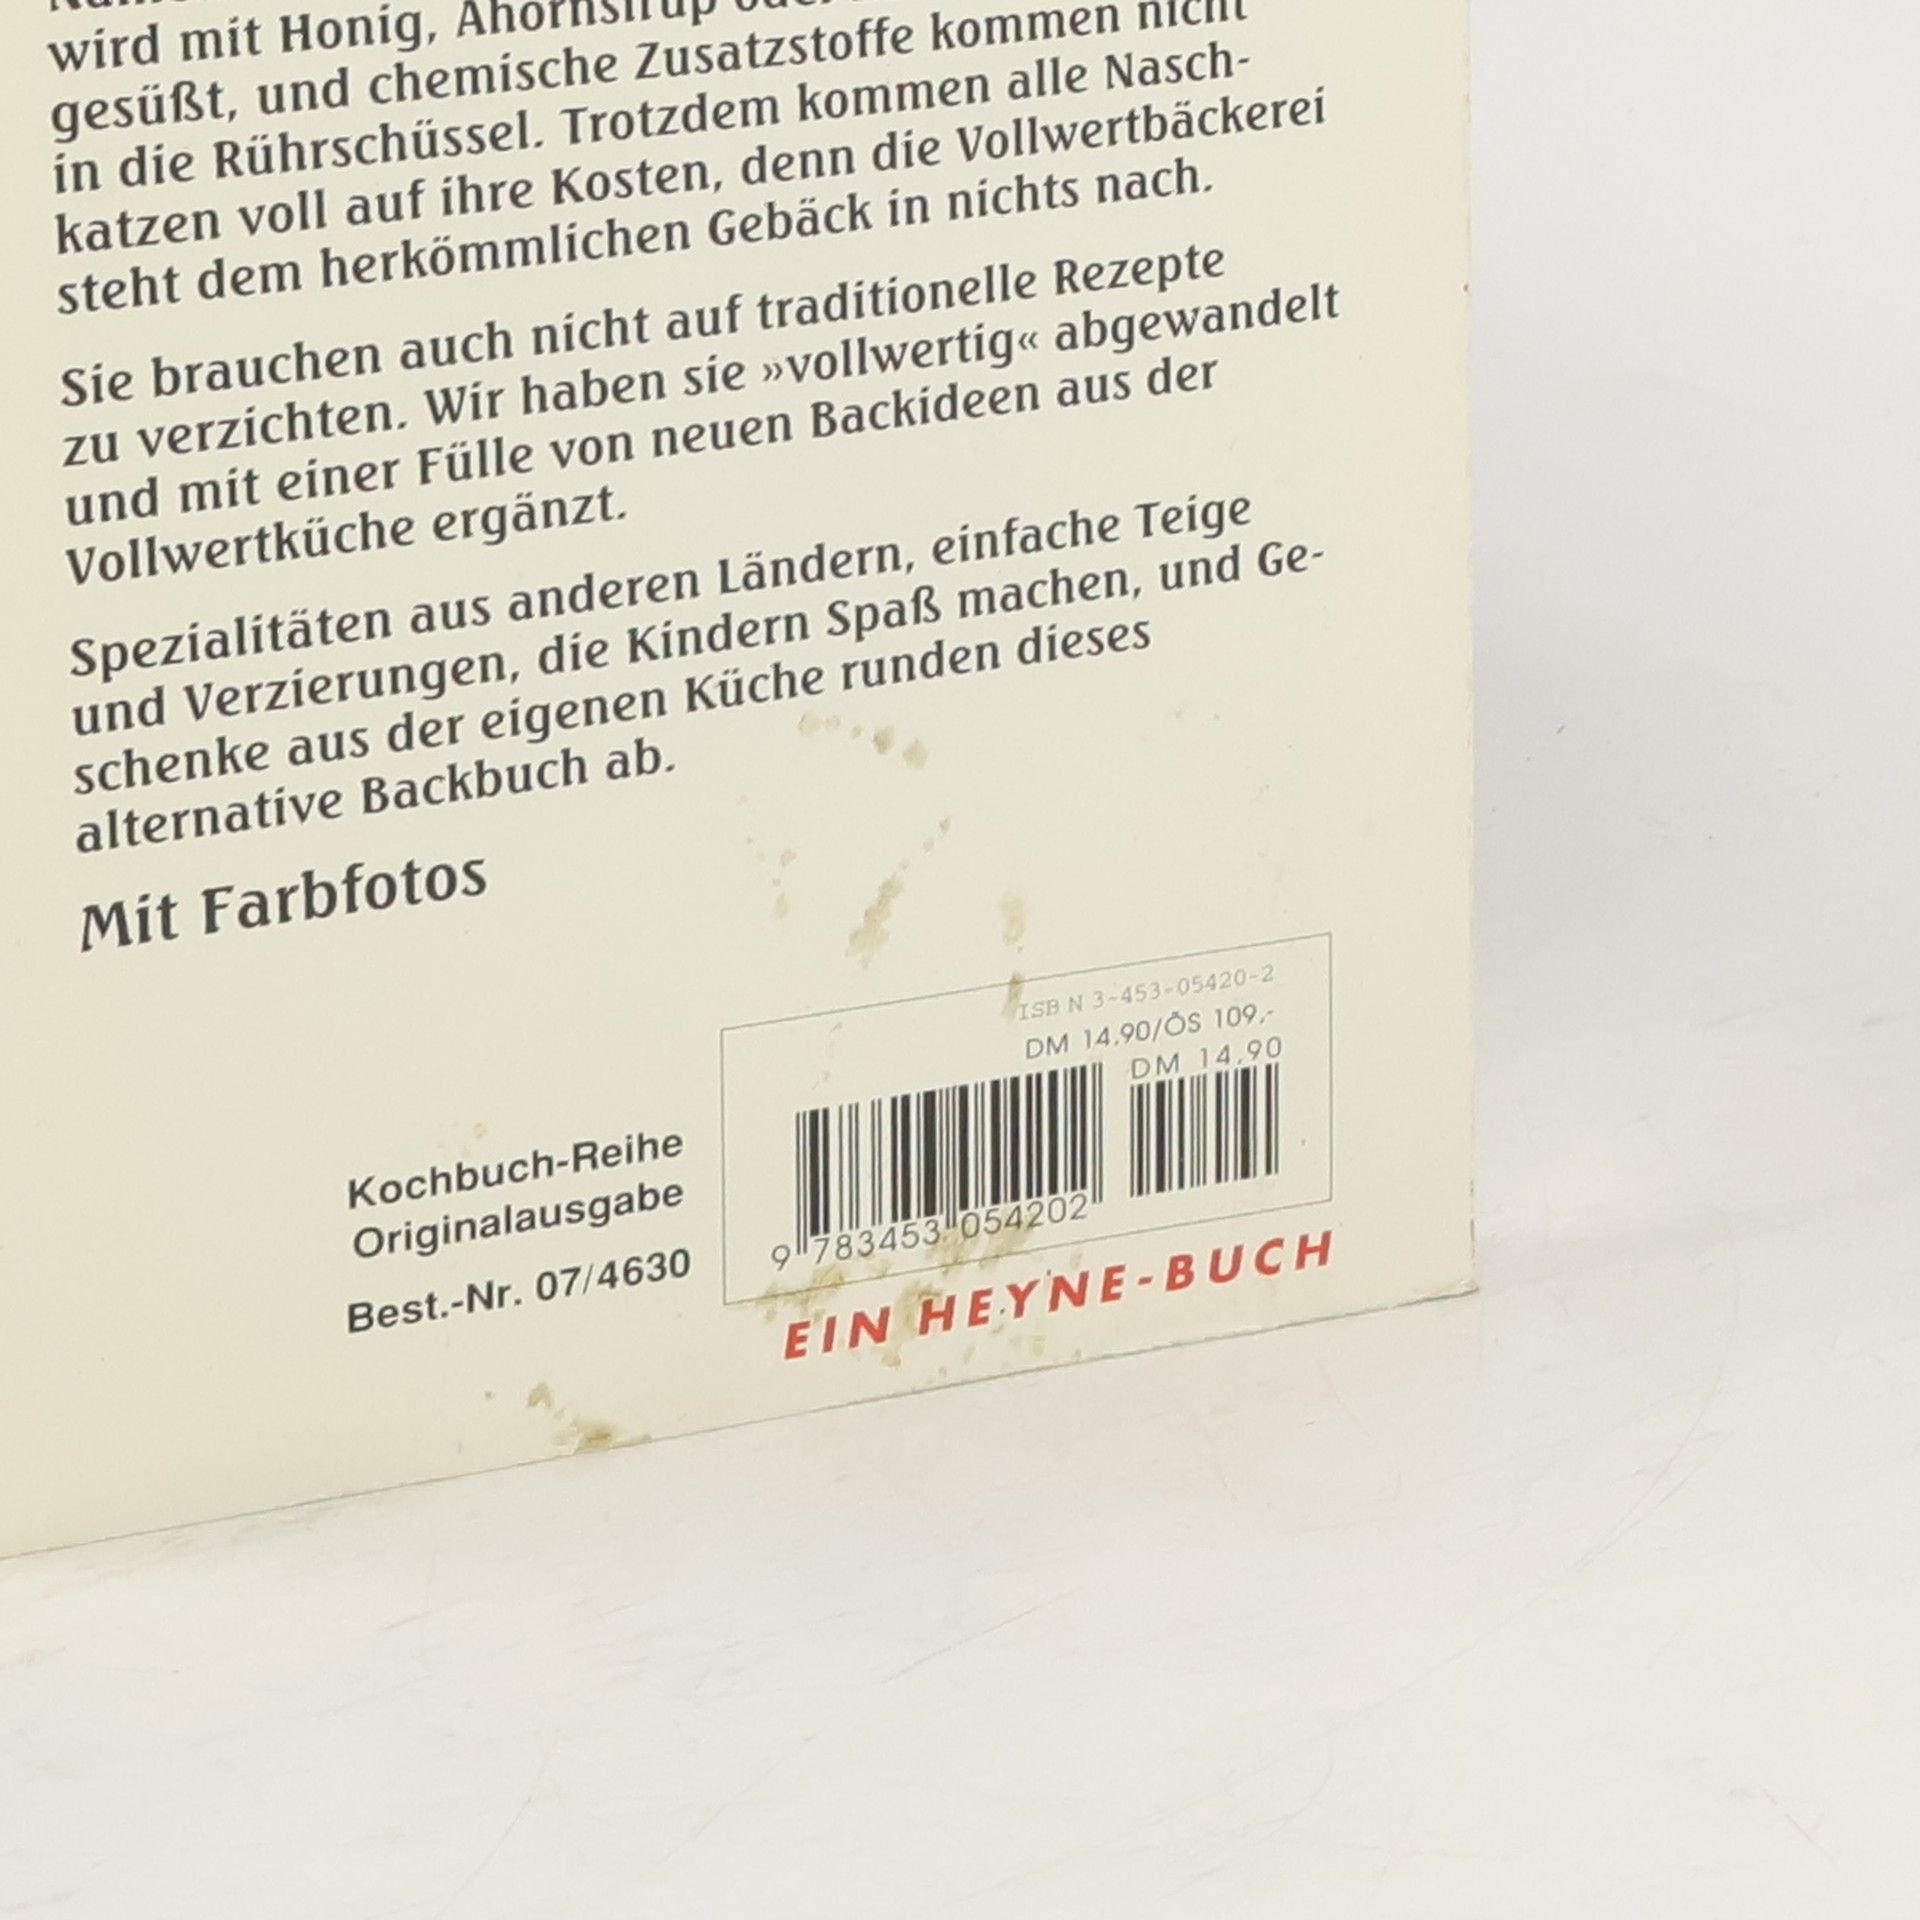 wird mit Honig, Ahornsirup
gesüßt, und chemische Zusatzstoffe kommen nicht
in die Rührschüssel. Trotzdem kommen alle Nasch-
katzen voll auf ihre Kosten, denn die Vollwertbäckerei
steht dem herkömmlichen Gebäck in nichts nach.
Sie brauchen auch nicht auf traditionelle Rezepte
zu verzichten. Wir haben sie »vollwertig« abgewandelt
und mit einer Fülle von neuen Backideen aus der
Vollwertküche ergänzt.
Spezialitäten aus anderen Ländern, einfache Teige
und Verzierungen, die Kindern Spaß machen, und Ge-
schenke aus der eigenen Küche runden dieses
alternative Backbuch ab.
Mit Farbfotos
Kochbuch-Reihe
Originalausgabe
Best.-Nr. 07/4630
ISBN 3-453-05420-2
DM 14.90/ÖS 109,-
DM 14.90
9 783453 054202
EIN HEYNE-BUCH